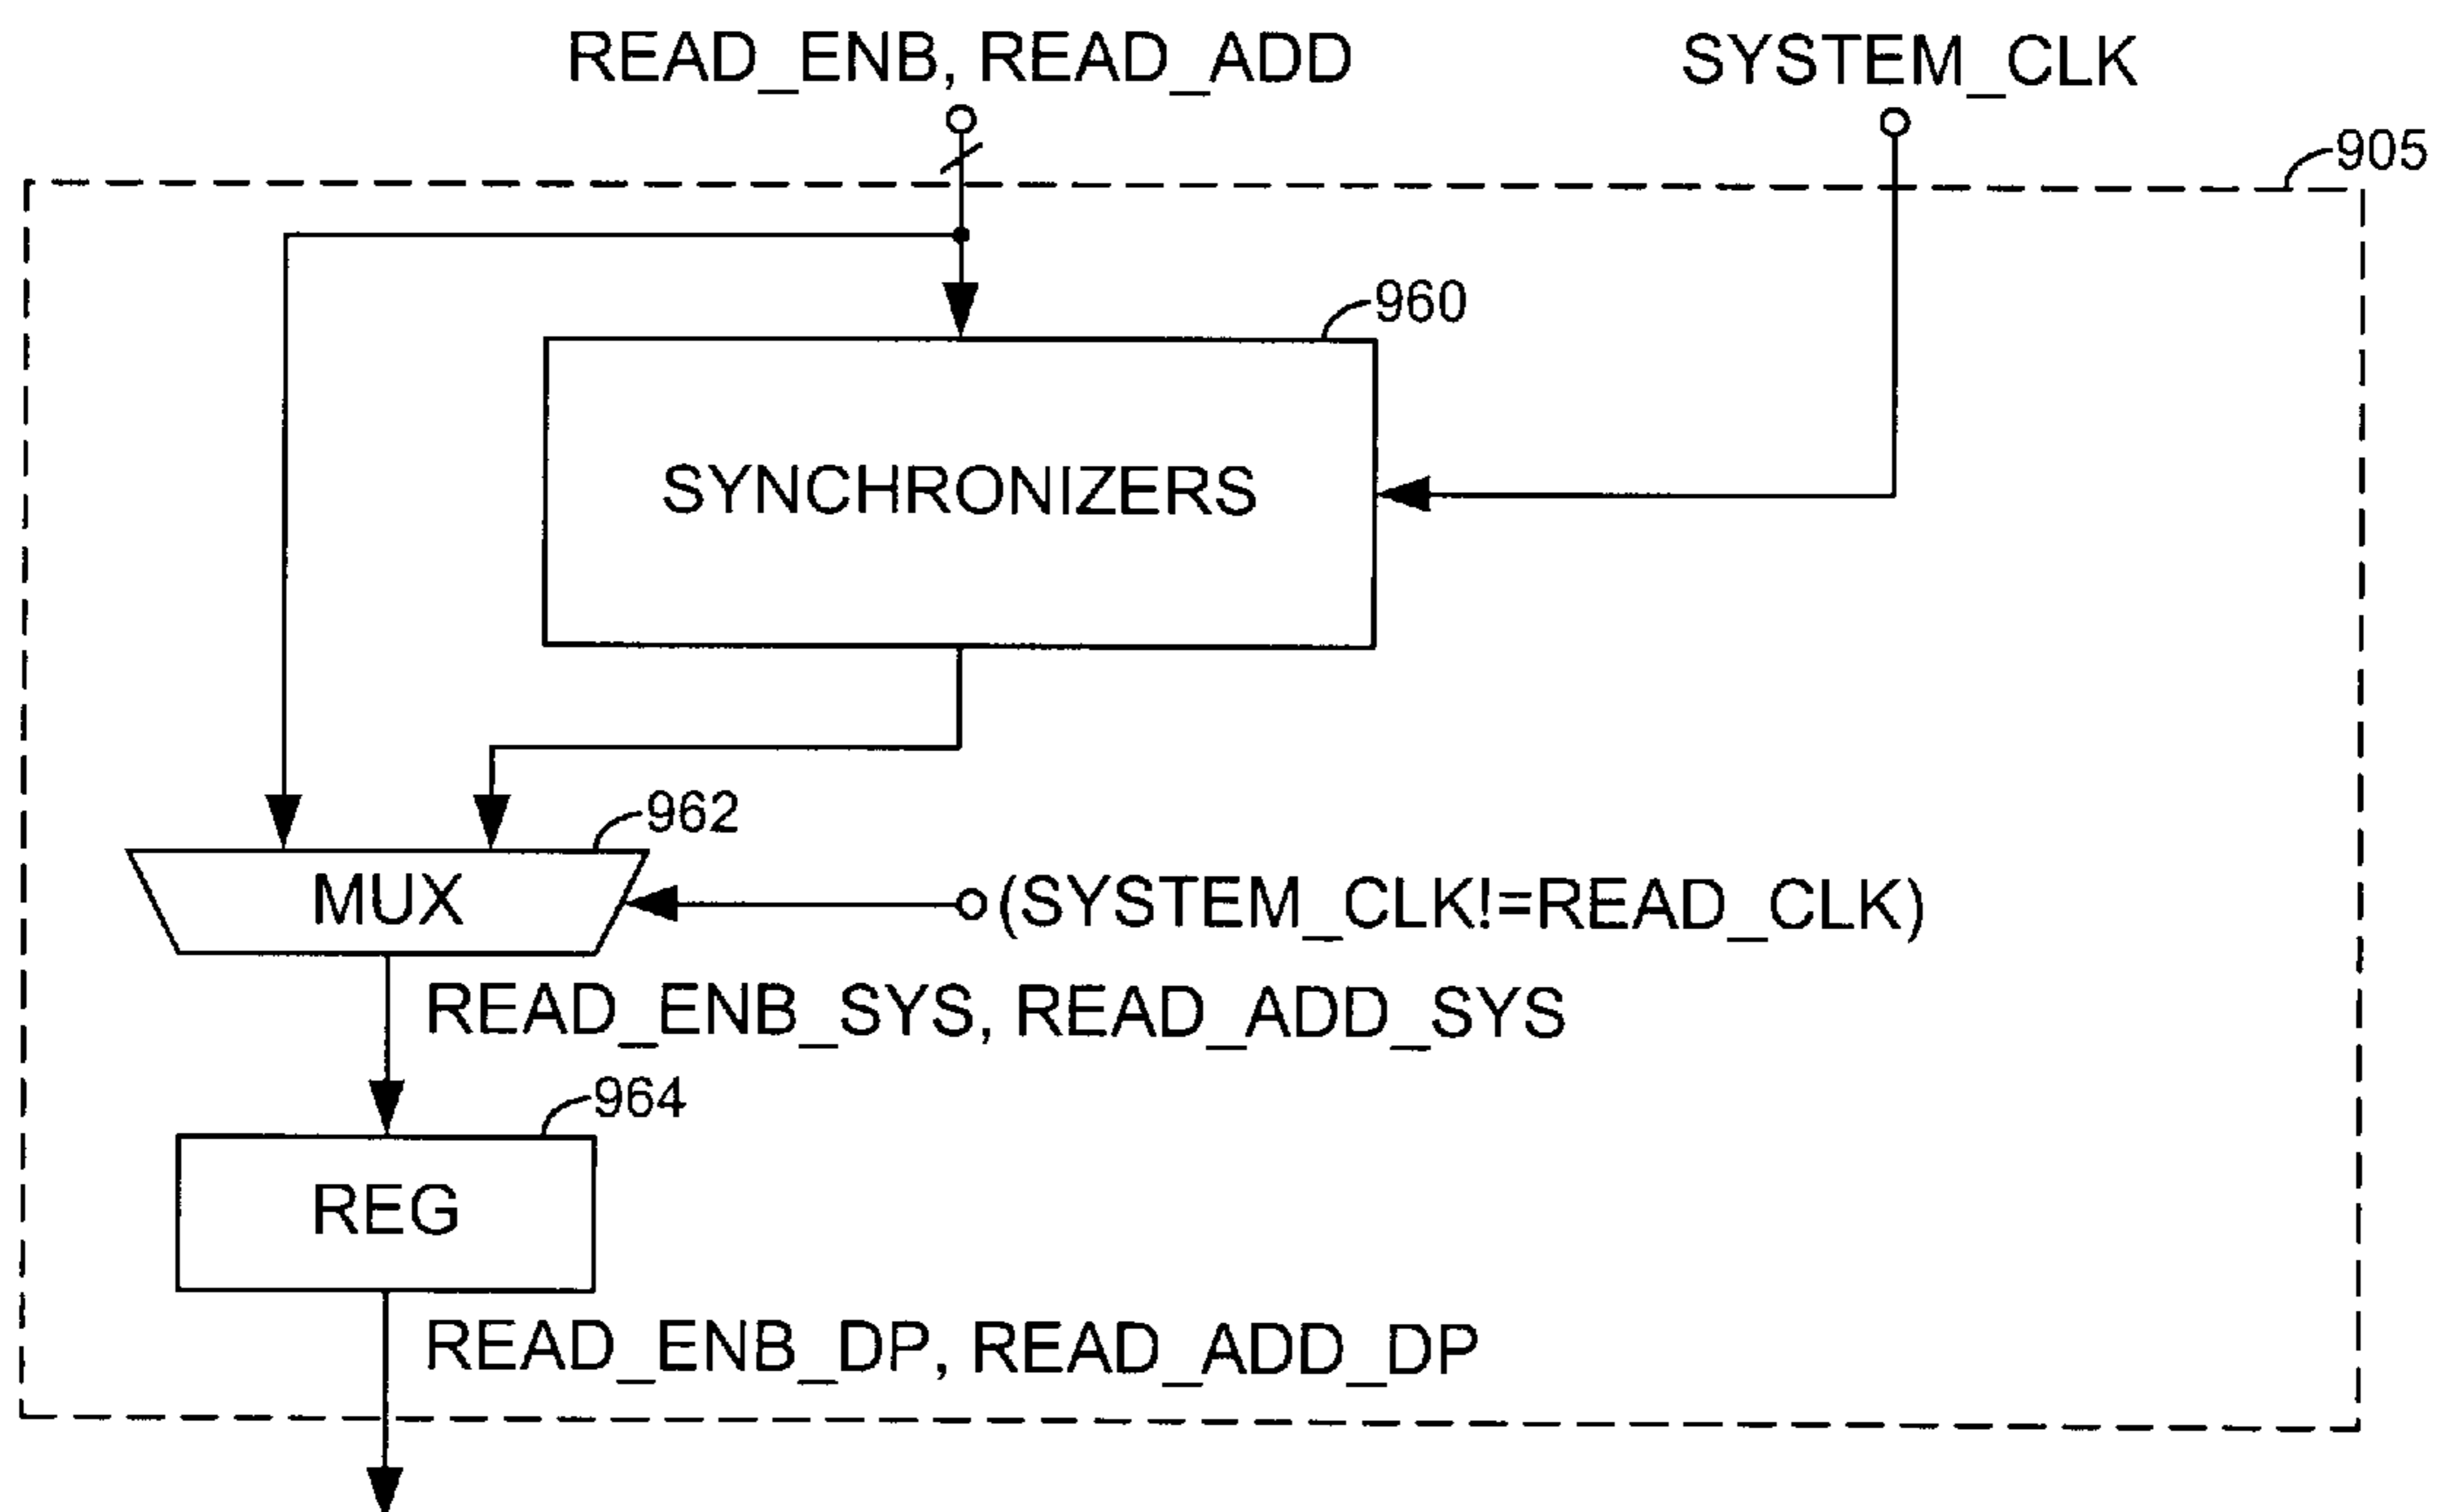 READ_ENB, READ_ADD
SYSTEM_CLK
905
960
SYNCHRONIZERS
962
MUX
(SYSTEM_CLK!=READ_CLK)
READ_ENB_SYS, READ_ADD_SYS
964
REG
READ_ENB_DP, READ_ADD_DP